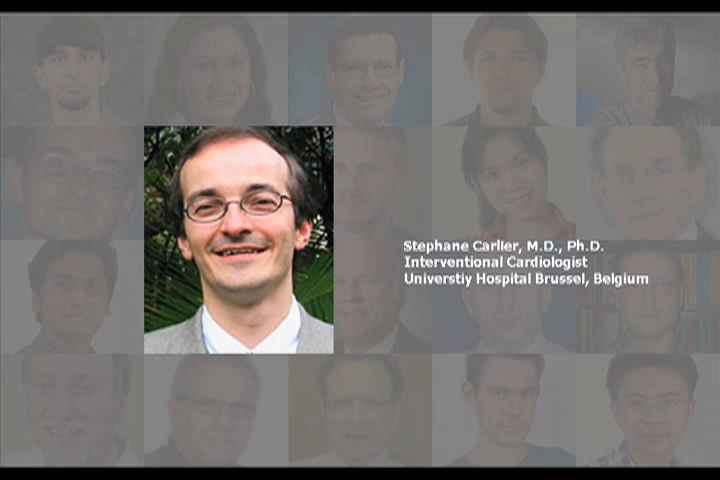 Stephane Carlier, M.D., Ph.D.
Interventional Cardiologist
Universtiy Hospital Brussel, Belgium